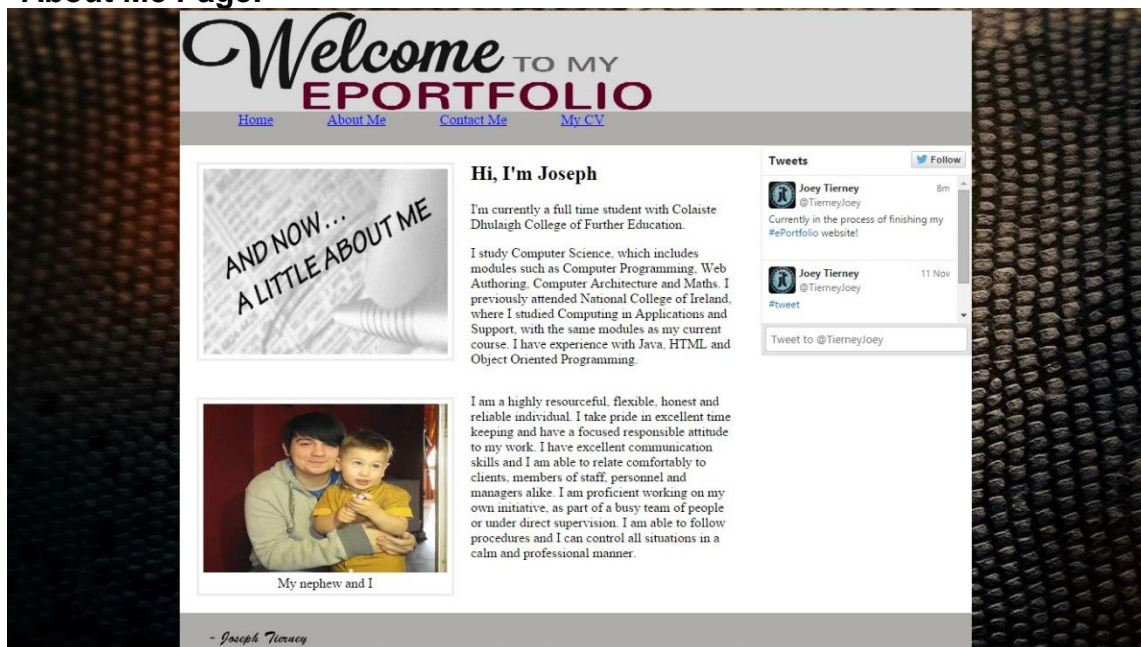 About Me Page:
Welcome TO MY
EPORTFOLIO
Home About Me Contact Me My CV
AND NOW...
A LITTLE ABOUT ME
Hi, I'm Joseph
I'm currently a full time student with Colaiste
Dhulaigh College of Further Education.
I study Computer Science, which includes
modules such as Computer Programming, Web
Authoring, Computer Architecture and Maths. I
previously attended National College of Ireland,
where I studied Computing in Applications and
Support, with the same modules as my current
course. I have experience with Java, HTML and
Object Oriented Programming.
My nephew and I
I am a highly resourceful, flexible, honest and
reliable individual. I take pride in excellent time
keeping and have a focused responsible attitude
to my work. I have excellent communication
skills and I am able to relate comfortably to
clients, members of staff, personnel and
managers alike. I am proficient working on my
own initiative, as part of a busy team of people
or under direct supervision. I am able to follow
procedures and I can control all situations in a
calm and professional manner.
Tweets Follow
Joey Tierney 8m
@TierneyJoey
Currently in the process of finishing my
#ePortfolio website!
Joey Tierney 11 Nov
@TierneyJoey
#tweet
Tweet to @TierneyJoey
- Joseph Tierney